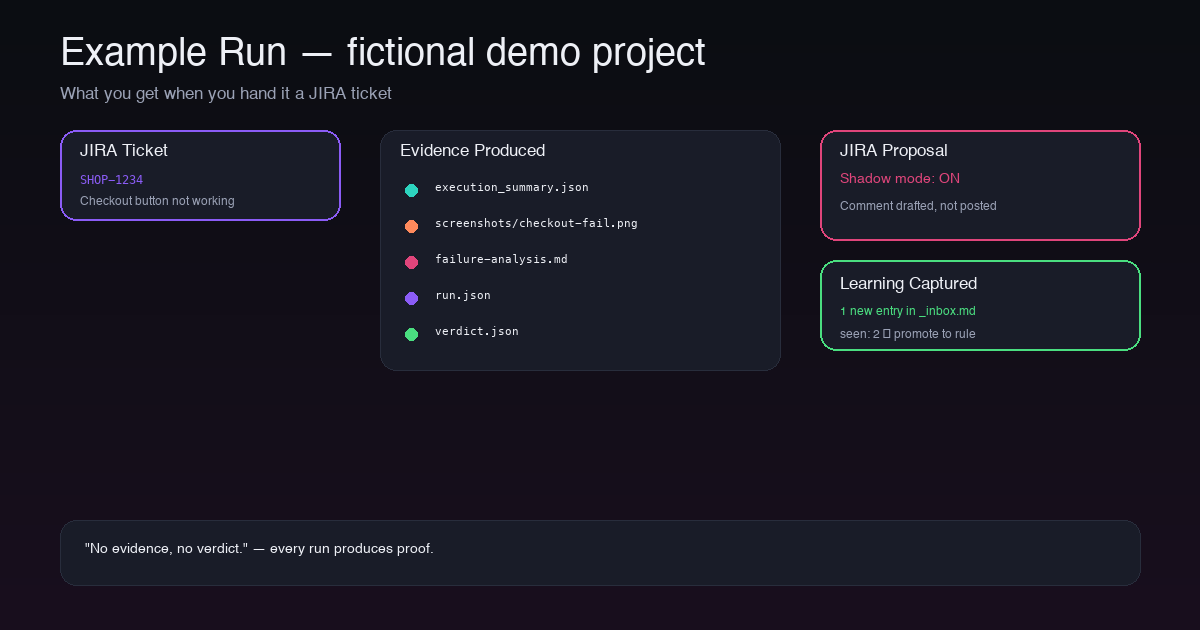 Example Run — fictional demo project
What you get when you hand it a JIRA ticket
JIRA Ticket
SHOP—1234
Checkout button not working
Evidence Produced
execution_summary.json
screenshots/checkout-fail.png
failure-analysis.md
run.json
verdict.json
JIRA Proposal
Shadow mode: ON
Comment drafted, not posted
Learning Captured
1 new entry in _inbox.md
seen: 2 ▯ promote to rule
"No evidence, no verdict." — every run produces proof.